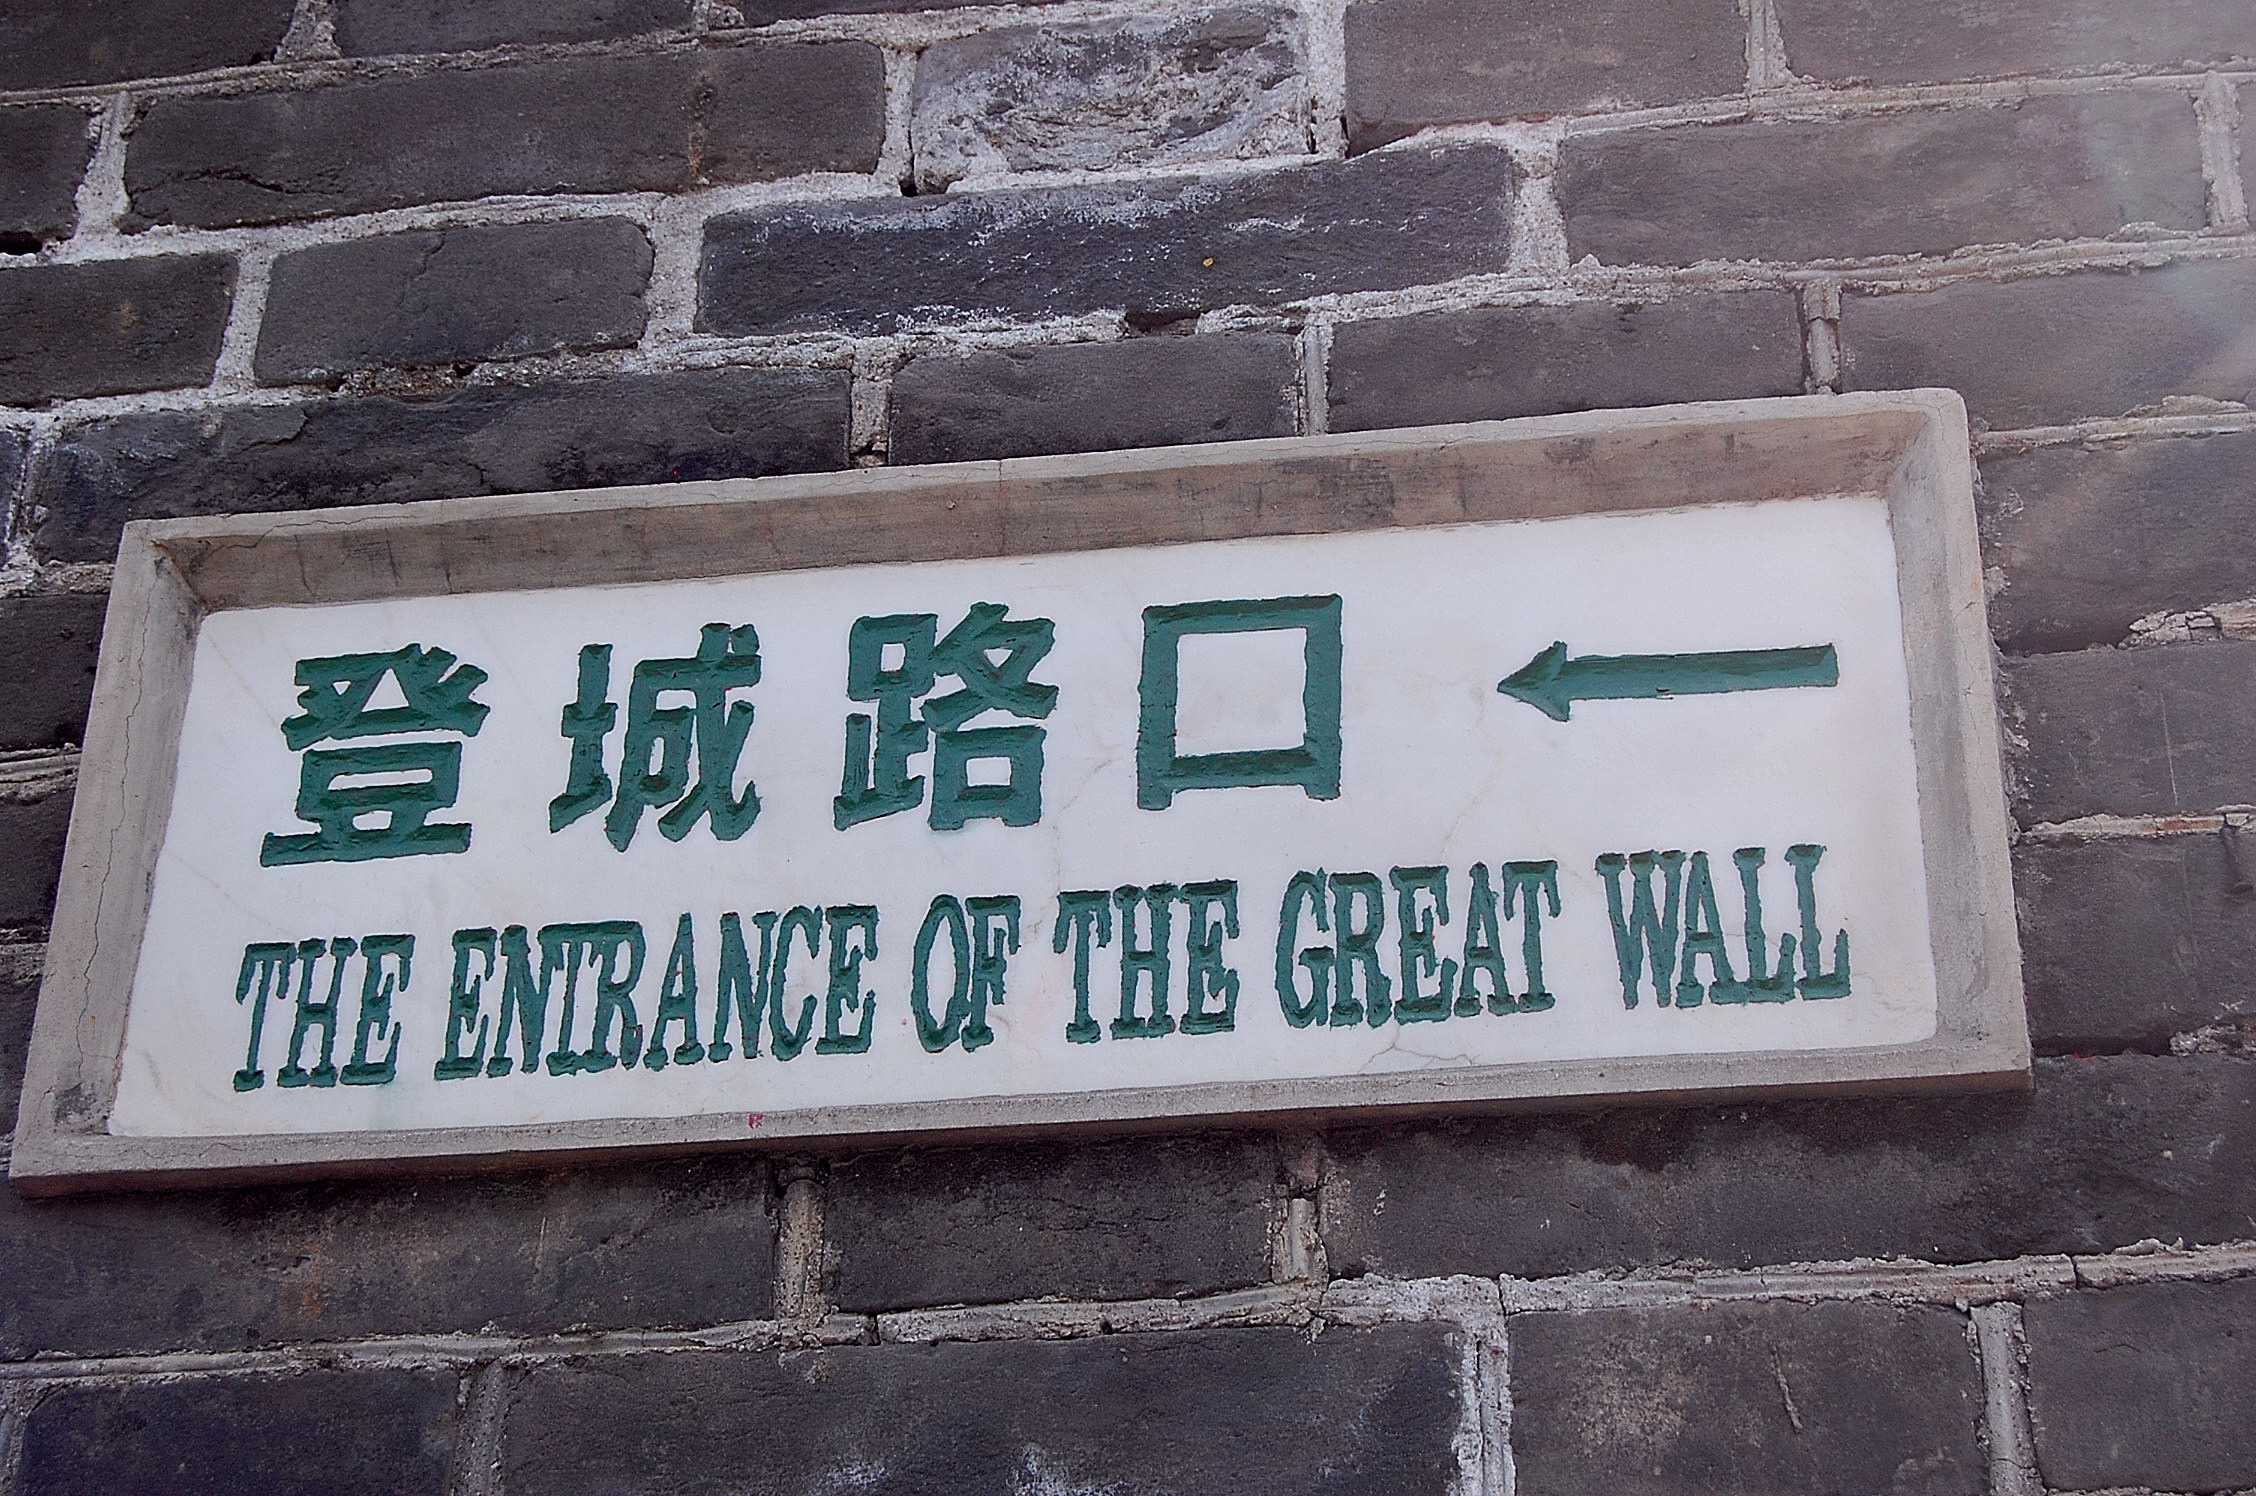 登城路口 ←
THE ENTRANCE OF THE GREAT WALL